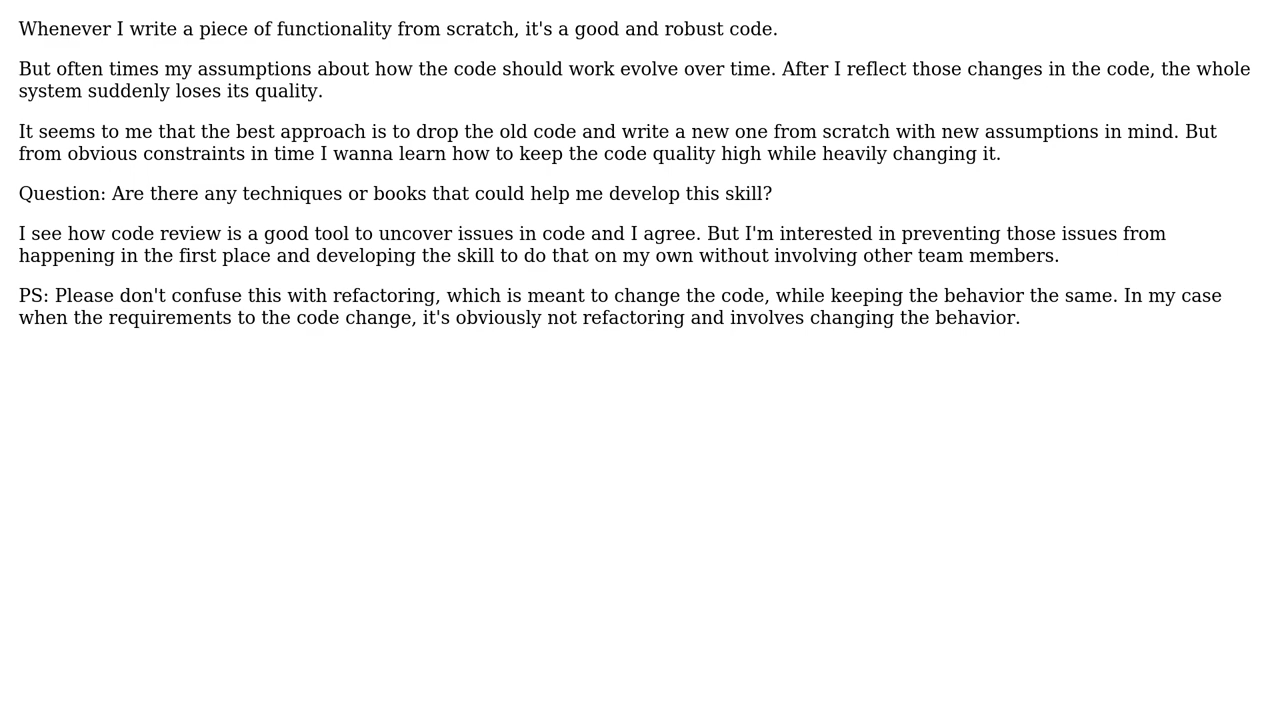 Whenever I write a piece of functionality from scratch, it's a good and robust code.
But often times my assumptions about how the code should work evolve over time. After I reflect those changes in the code, the whole
system suddenly loses its quality.
It seems to me that the best approach is to drop the old code and write a new one from scratch with new assumptions in mind. But
from obvious constraints in time I wanna learn how to keep the code quality high while heavily changing it.
Question: Are there any techniques or books that could help me develop this skill?
I see how code review is a good tool to uncover issues in code and I agree. But I'm interested in preventing those issues from
happening in the first place and developing the skill to do that on my own without involving other team members.
PS: Please don't confuse this with refactoring, which is meant to change the code, while keeping the behavior the same. In my case
when the requirements to the code change, it's obviously not refactoring and involves changing the behavior.